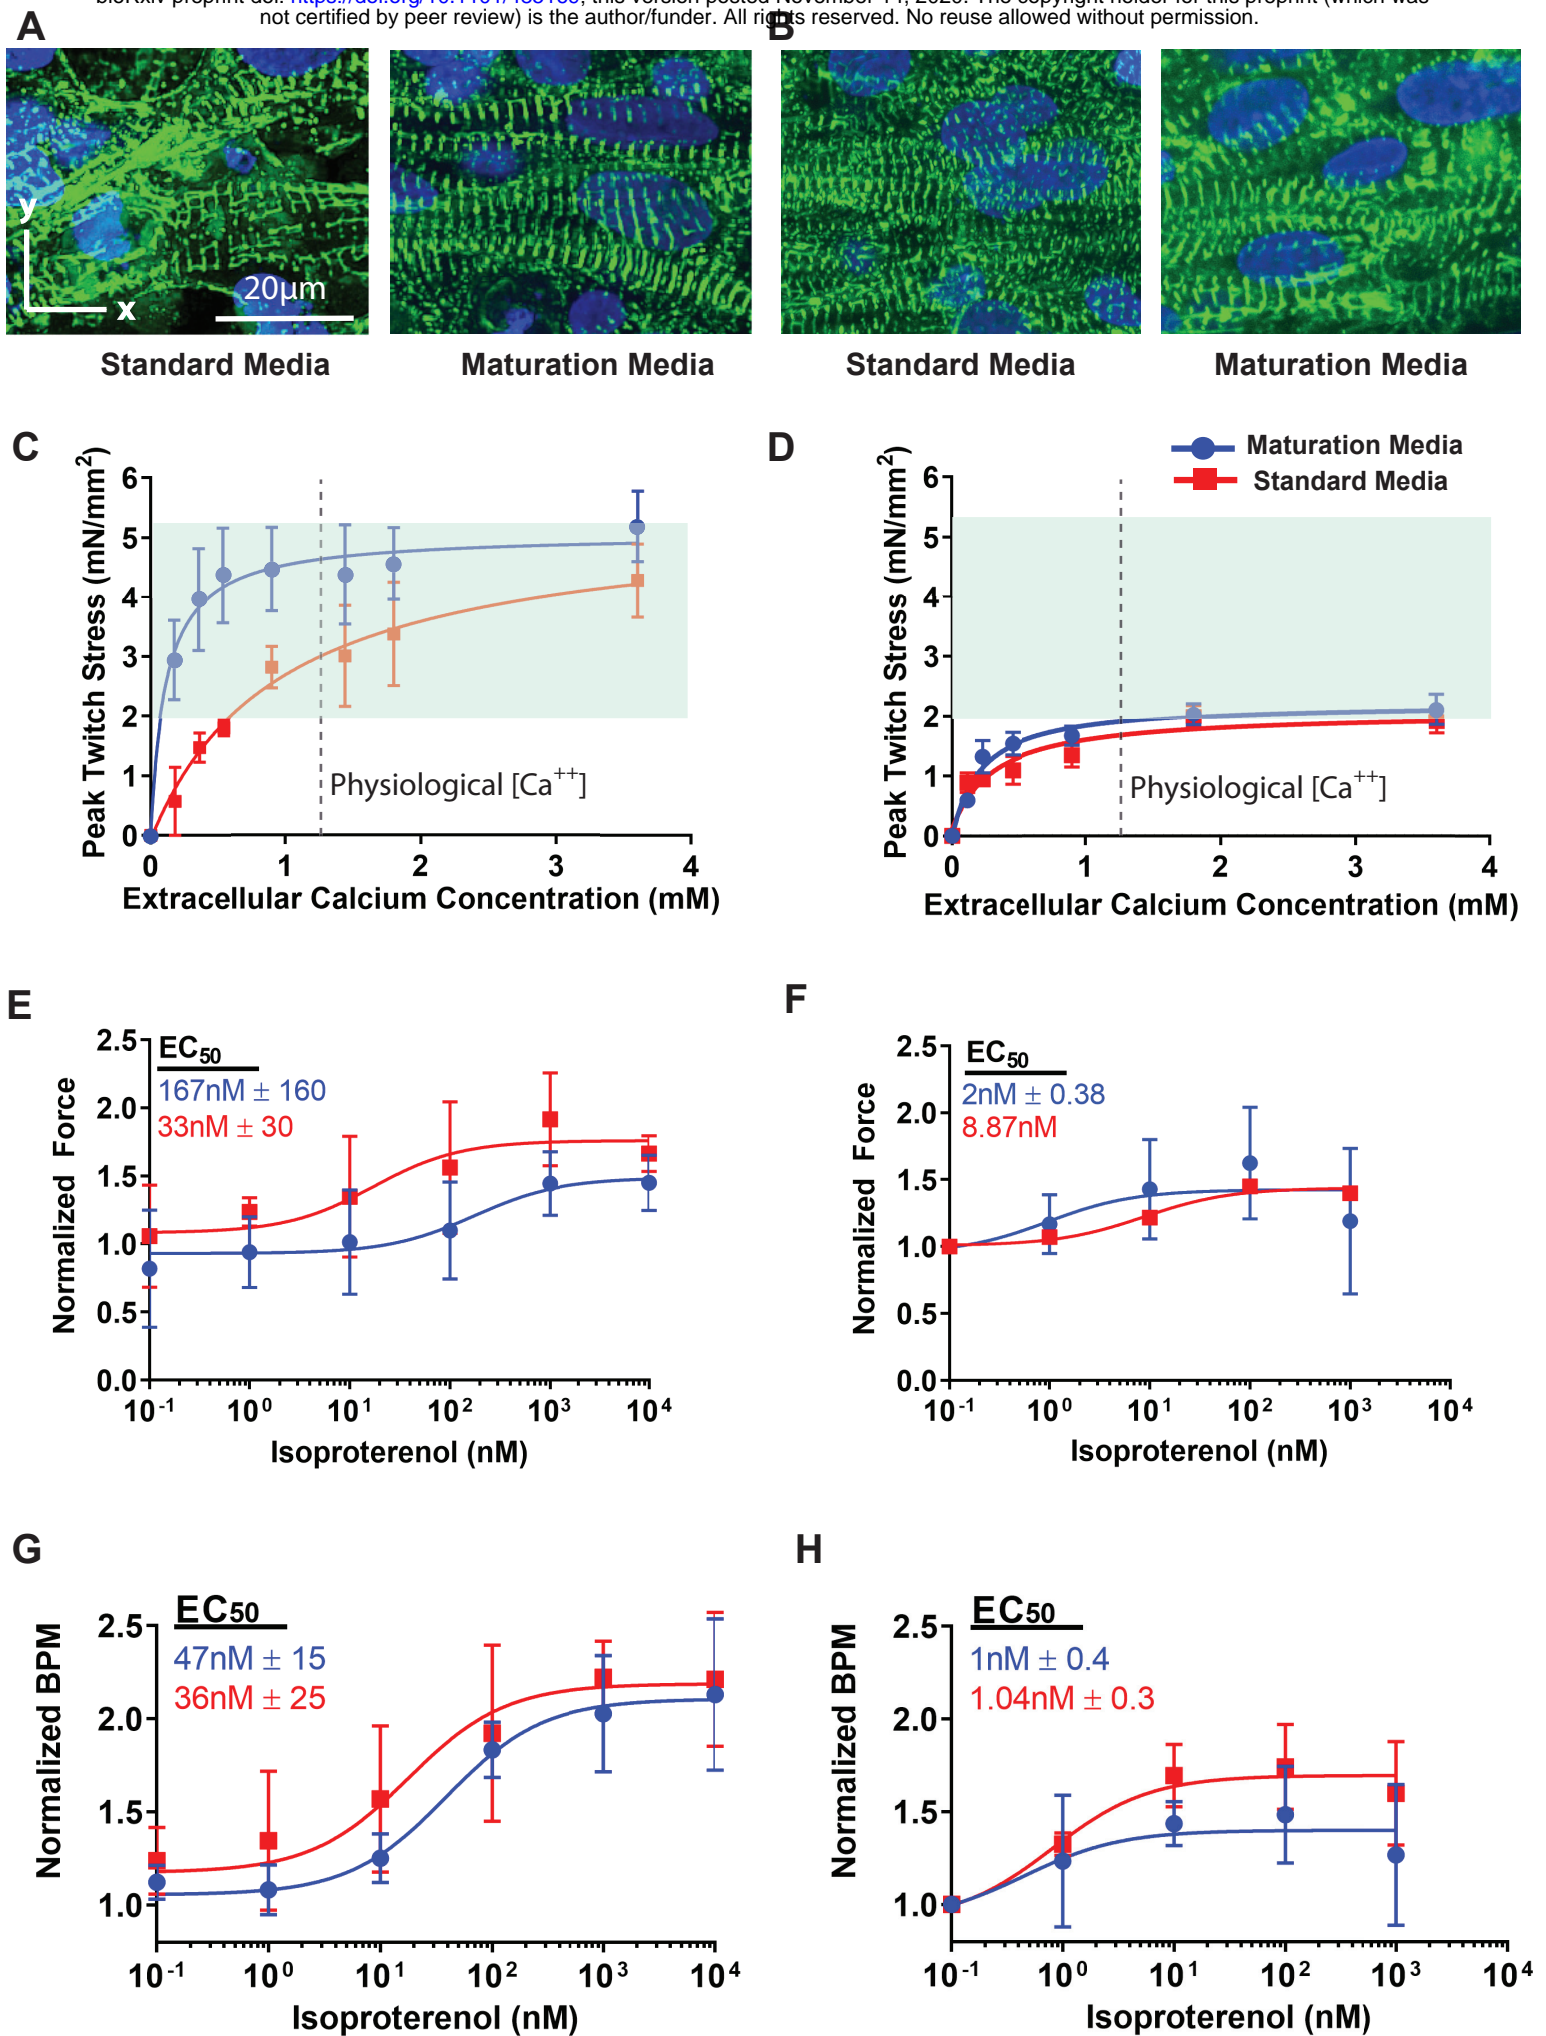 not certified by peer review) is the author/funder. All rights reserved. No reuse allowed without permission.
A
B
y
x
20µm
Standard Media
Maturation Media
Standard Media
Maturation Media
C
Peak Twitch Stress (mN/mm²)
6
5
4
3
2
1
0
Physiological [Ca⁺⁺]
0 1 2 3 4
Extracellular Calcium Concentration (mM)
D
Maturation Media
Standard Media
Peak Twitch Stress (mN/mm²)
6
5
4
3
2
1
0
Physiological [Ca⁺⁺]
0 1 2 3 4
Extracellular Calcium Concentration (mM)
E
Normalized Force
2.5
2.0
1.5
1.0
0.5
0.0
EC₅₀
167nM ± 160
33nM ± 30
10⁻¹ 10⁰ 10¹ 10² 10³ 10⁴
Isoproterenol (nM)
F
Normalized Force
2.5
2.0
1.5
1.0
0.5
0.0
EC₅₀
2nM ± 0.38
8.87nM
10⁻¹ 10⁰ 10¹ 10² 10³ 10⁴
Isoproterenol (nM)
G
Normalized BPM
2.5
2.0
1.5
1.0
EC₅₀
47nM ± 15
36nM ± 25
10⁻¹ 10⁰ 10¹ 10² 10³ 10⁴
Isoproterenol (nM)
H
Normalized BPM
2.5
2.0
1.5
1.0
EC₅₀
1nM ± 0.4
1.04nM ± 0.3
10⁻¹ 10⁰ 10¹ 10² 10³ 10⁴
Isoproterenol (nM)